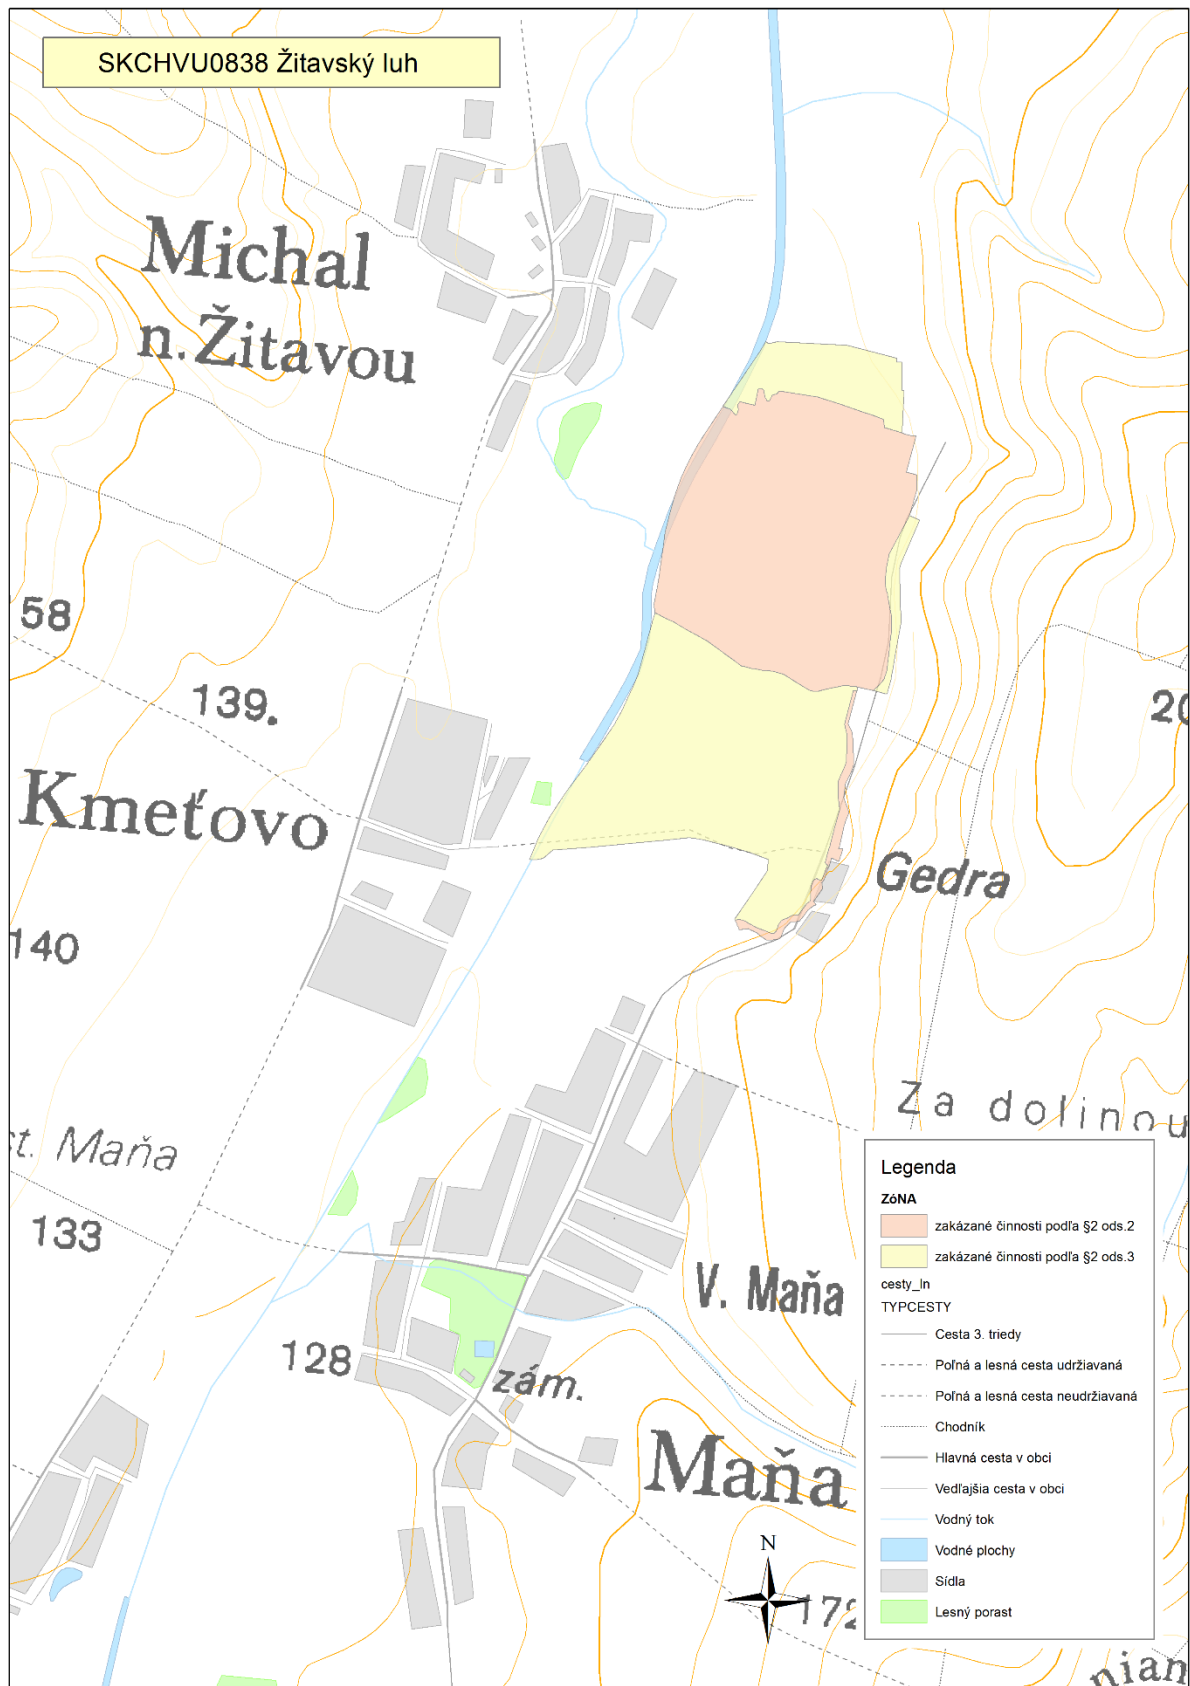 SKCHVU0838 Žitavský luh
Michal
n.Žitavou
58
139.
20
Kmeťovo
Gedra
140
Za dolinou
st. Maňa
133
V. Maňa
128
zám.
Maňa
N
172
Legenda
ZóNA
zakázané činnosti podľa §2 ods.2
zakázané činnosti podľa §2 ods.3
cesty_ln
TYPCESTY
Cesta 3. triedy
Poľná a lesná cesta udržiavaná
Poľná a lesná cesta neudržiavaná
Chodník
Hlavná cesta v obci
Vedľajšia cesta v obci
Vodný tok
Vodné plochy
Sídla
Lesný porast